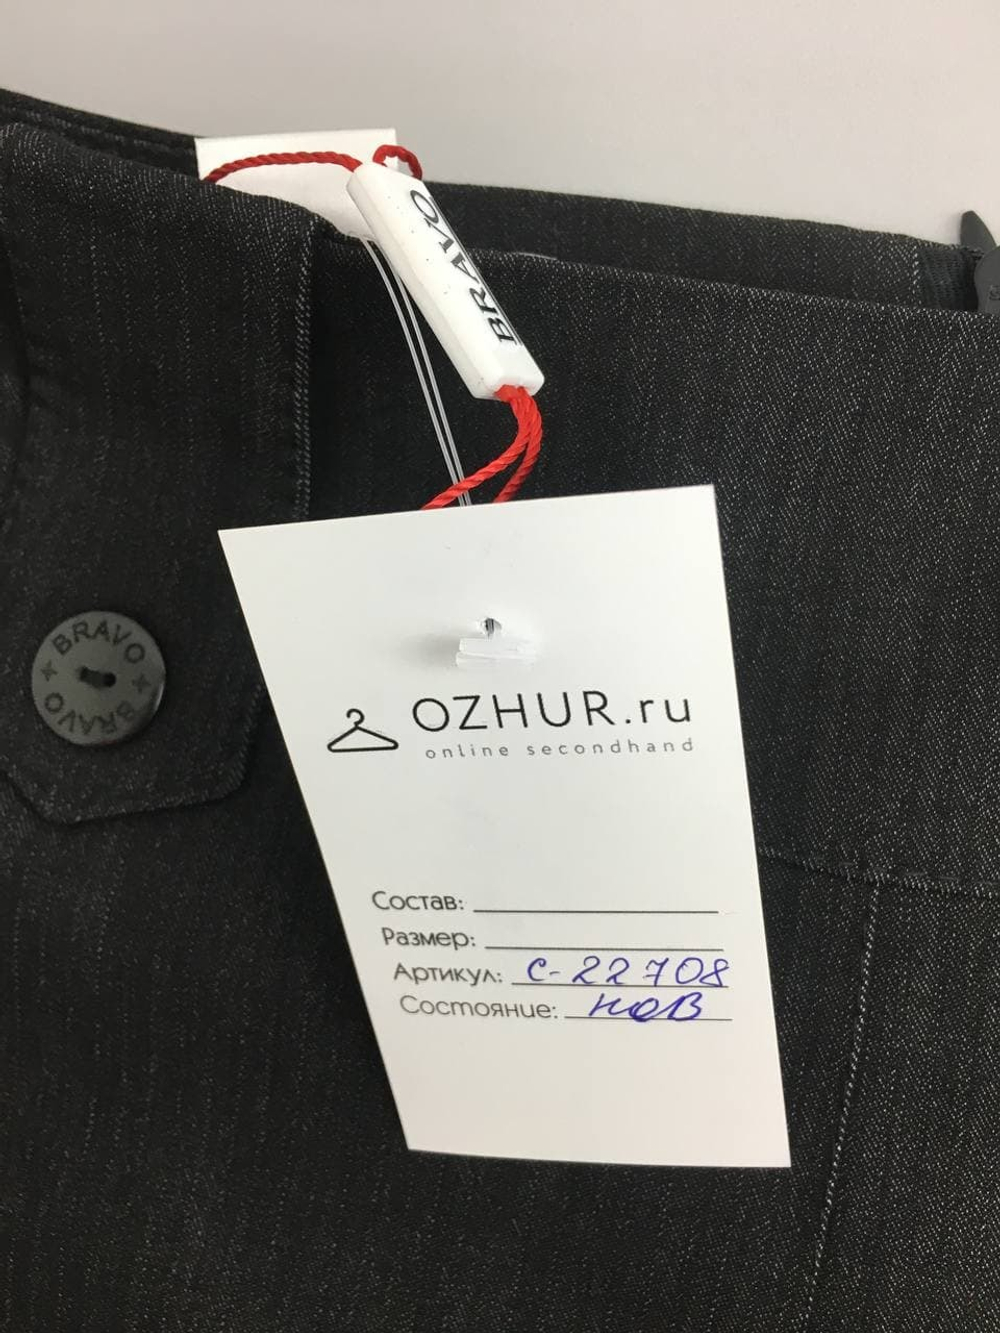 BRAVO
BRAVO
BRAVO
OZHUR.ru
online secondhand
Состав:
Размер:
Артикул: С-22708
Состояние: нов